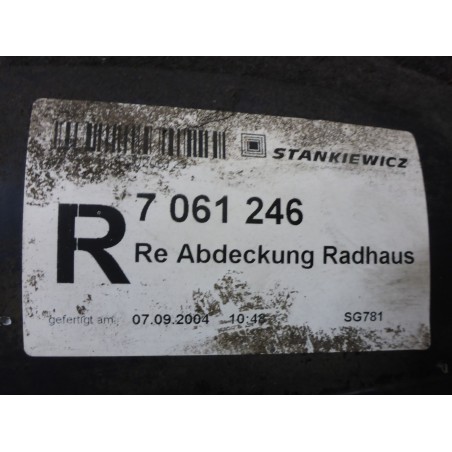 STANKIEWICZ
R
7 061 246
Re Abdeckung Radhaus
gefertigt am: 07.09.2004 10:48 SG781